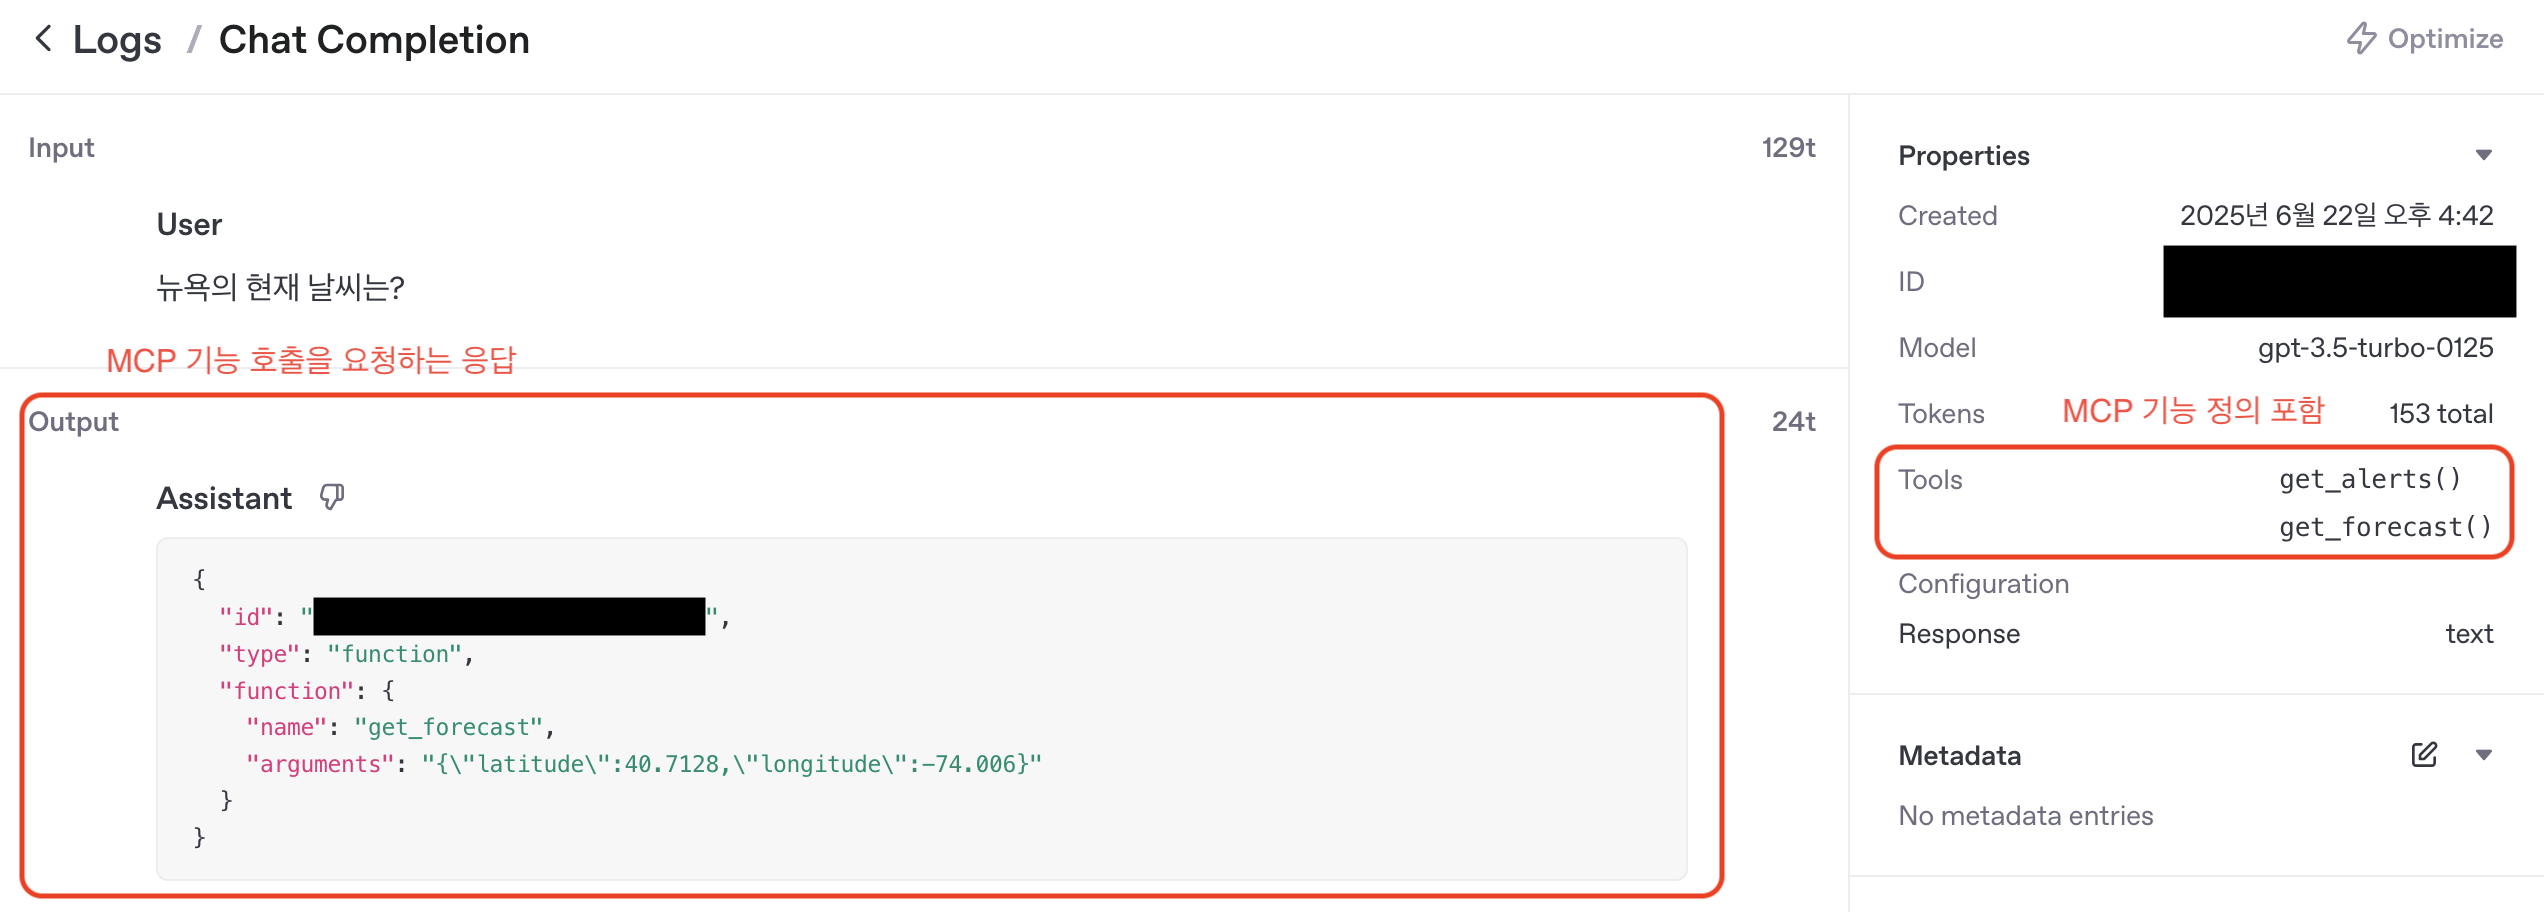 Logs / Chat Completion
Optimize
Input 129t
User
뉴욕의 현재 날씨는?
MCP 기능 호출을 요청하는 응답
Output 24t
Assistant
{
"id": "",
"type": "function",
"function": {
"name": "get_forecast",
"arguments": "{\"latitude\":40.7128,\"longitude\":-74.006}"
}
}
Properties
Created 2025년 6월 22일 오후 4:42
ID
Model gpt-3.5-turbo-0125
Tokens MCP 기능 정의 포함 153 total
Tools get_alerts()
get_forecast()
Configuration
Response text
Metadata
No metadata entries